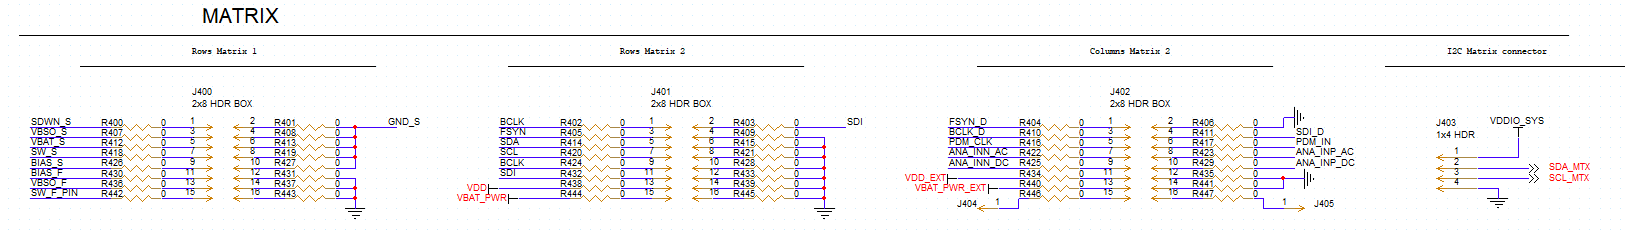 MATRIX
Rows Matrix 1
Rows Matrix 2
Columns Matrix 2
I2C Matrix connector
J400
2x8 HDR BOX
SDWN_S R400 0 1 2 R401 0 GND_S
VBSO_S R407 0 3 4 R408 0
VBAT_S R412 0 5 6 R413 0
SW_S R418 0 7 8 R419 0
BIAS_S R426 0 9 10 R427 0
BIAS_F R430 0 11 12 R431 0
VBSO_F R436 0 13 14 R437 0
SW_F_PIN R442 0 15 16 R443 0
J401
2x8 HDR BOX
BCLK R402 0 1 2 R403 0 SDI
FSYN R405 0 3 4 R409 0
SDA R414 0 5 6 R415 0
SCL R420 0 7 8 R421 0
BCLK R424 0 9 10 R428 0
SDI R432 0 11 12 R433 0
VDD R438 0 13 14 R439 0
VBAT_PWR R444 0 15 16 R445 0
J402
2x8 HDR BOX
FSYN_D R404 0 1 2 R406 0
BCLK_D R410 0 3 4 R411 0 SDI_D
PDM_CLK R416 0 5 6 R417 0 PDM_IN
ANA_INN_AC R422 0 7 8 R423 0 ANA_INP_AC
ANA_INN_DC R425 0 9 10 R429 0 ANA_INP_DC
VDD_EXT R434 0 11 12 R435 0
VBAT_PWR_EXT R440 0 13 14 R441 0
R446 0 15 16 R447 0
J404 1
1 J405
J403
1x4 HDR
VDDIO_SYS
1
2 SDA_MTX
3 SCL_MTX
4